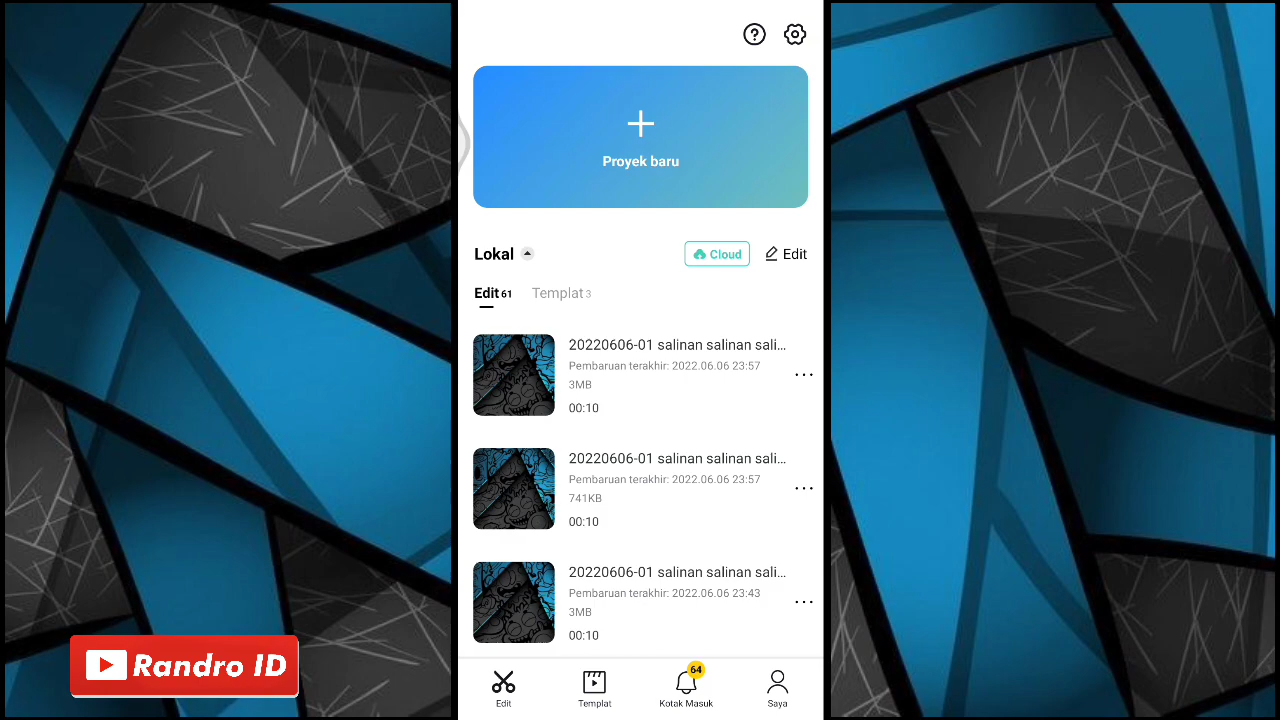 Proyek baru
Lokal
Cloud
Edit
Edit 61
Templat 3
20220606-01 salinan salinan sali...
Pembaruan terakhir: 2022.06.06 23:57
3MB
00:10
20220606-01 salinan salinan sali...
Pembaruan terakhir: 2022.06.06 23:57
741KB
00:10
20220606-01 salinan salinan sali...
Pembaruan terakhir: 2022.06.06 23:43
3MB
00:10
Randro ID
64
Edit
Templat
Kotak Masuk
Saya